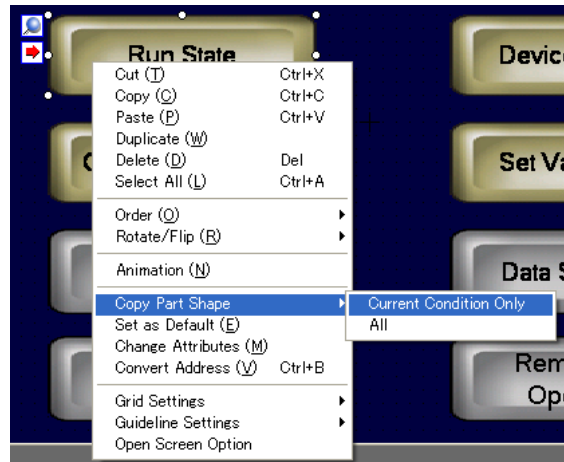 Run State
Cut (T) Ctrl+X
Copy (C) Ctrl+C
Paste (P) Ctrl+V
Duplicate (W)
Delete (D) Del
Select All (L) Ctrl+A
Order (O)
Rotate/Flip (R)
Animation (N)
Copy Part Shape
Set as Default (E)
Change Attributes (M)
Convert Address (V) Ctrl+B
Grid Settings
Guideline Settings
Open Screen Option
Current Condition Only
All
Devic
Set Va
Data S
Rem
Op